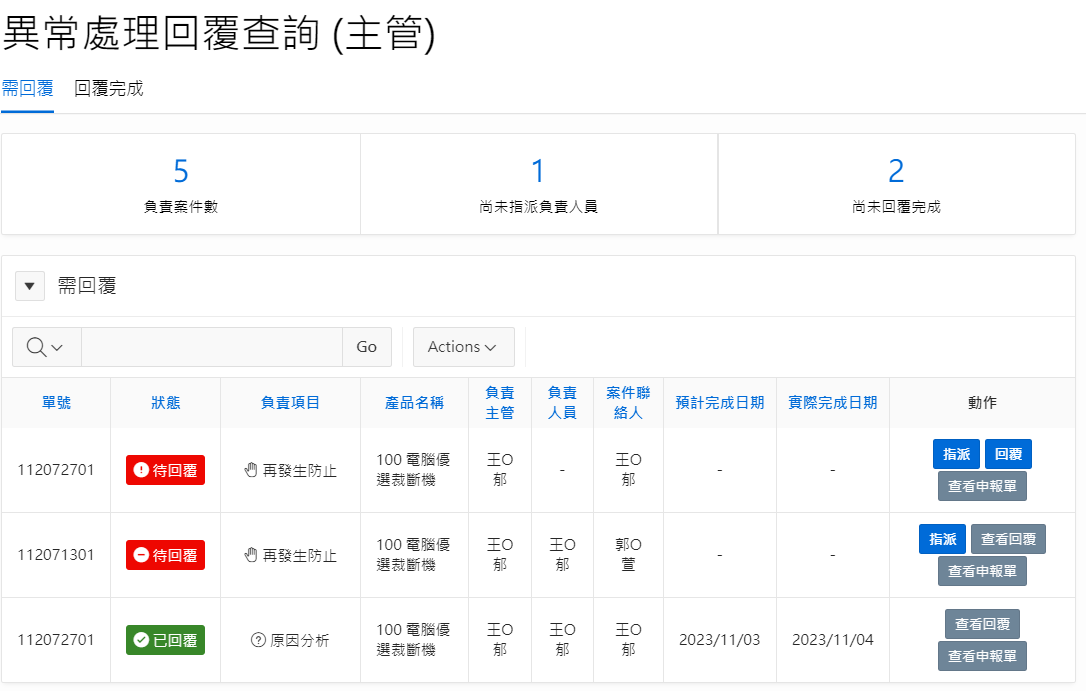 異常處理回覆查詢 (主管)
需回覆 回覆完成
5 1 2
負責案件數 尚未指派負責人員 尚未回覆完成
需回覆
Go Actions
單號 狀態 負責項目 產品名稱 負責主管 負責人員 案件聯絡人 預計完成日期 實際完成日期 動作
112072701 待回覆 再發生防止 100 電腦優選裁斷機 王O郁 - 王O郁 - - 指派 回覆
查看申報單
112071301 待回覆 再發生防止 100 電腦優選裁斷機 王O郁 王O郁 郭O萱 - - 指派 查看回覆
查看申報單
112072701 已回覆 原因分析 100 電腦優選裁斷機 王O郁 王O郁 王O郁 2023/11/03 2023/11/04 查看回覆
查看申報單